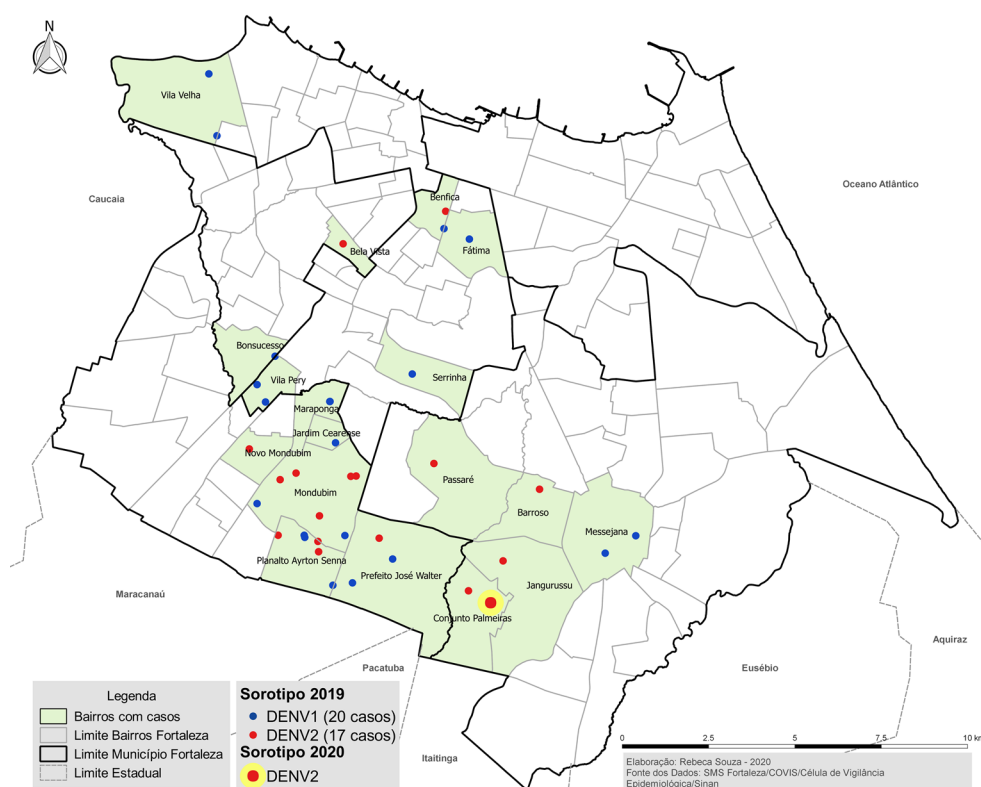 N
Vila Velha
Caucaia
Oceano Atlântico
Benfica
Fátima
Bela Vista
Bonsucesso
Vila Pery
Serrinha
Maraponga
Jardim Cearense
Novo Mondubim
Mondubim
Passaré
Barroso
Messejana
Planalto Ayrton Senna
Prefeito José Walter
Jangurussu
Conjunto Palmeiras
Maracanaú
Pacatuba
Eusébio
Aquiraz
Itaitinga
Legenda
Bairros com casos
Limite Bairros Fortaleza
Limite Município Fortaleza
Limite Estadual
Sorotipo 2019
DENV1 (20 casos)
DENV2 (17 casos)
Sorotipo 2020
DENV2
0 2.5 5 7.5 10 km
Elaboração: Rebeca Souza - 2020
Fonte dos Dados: SMS Fortaleza/COVIS/Célula de Vigilância
Epidemiológica/Sinan